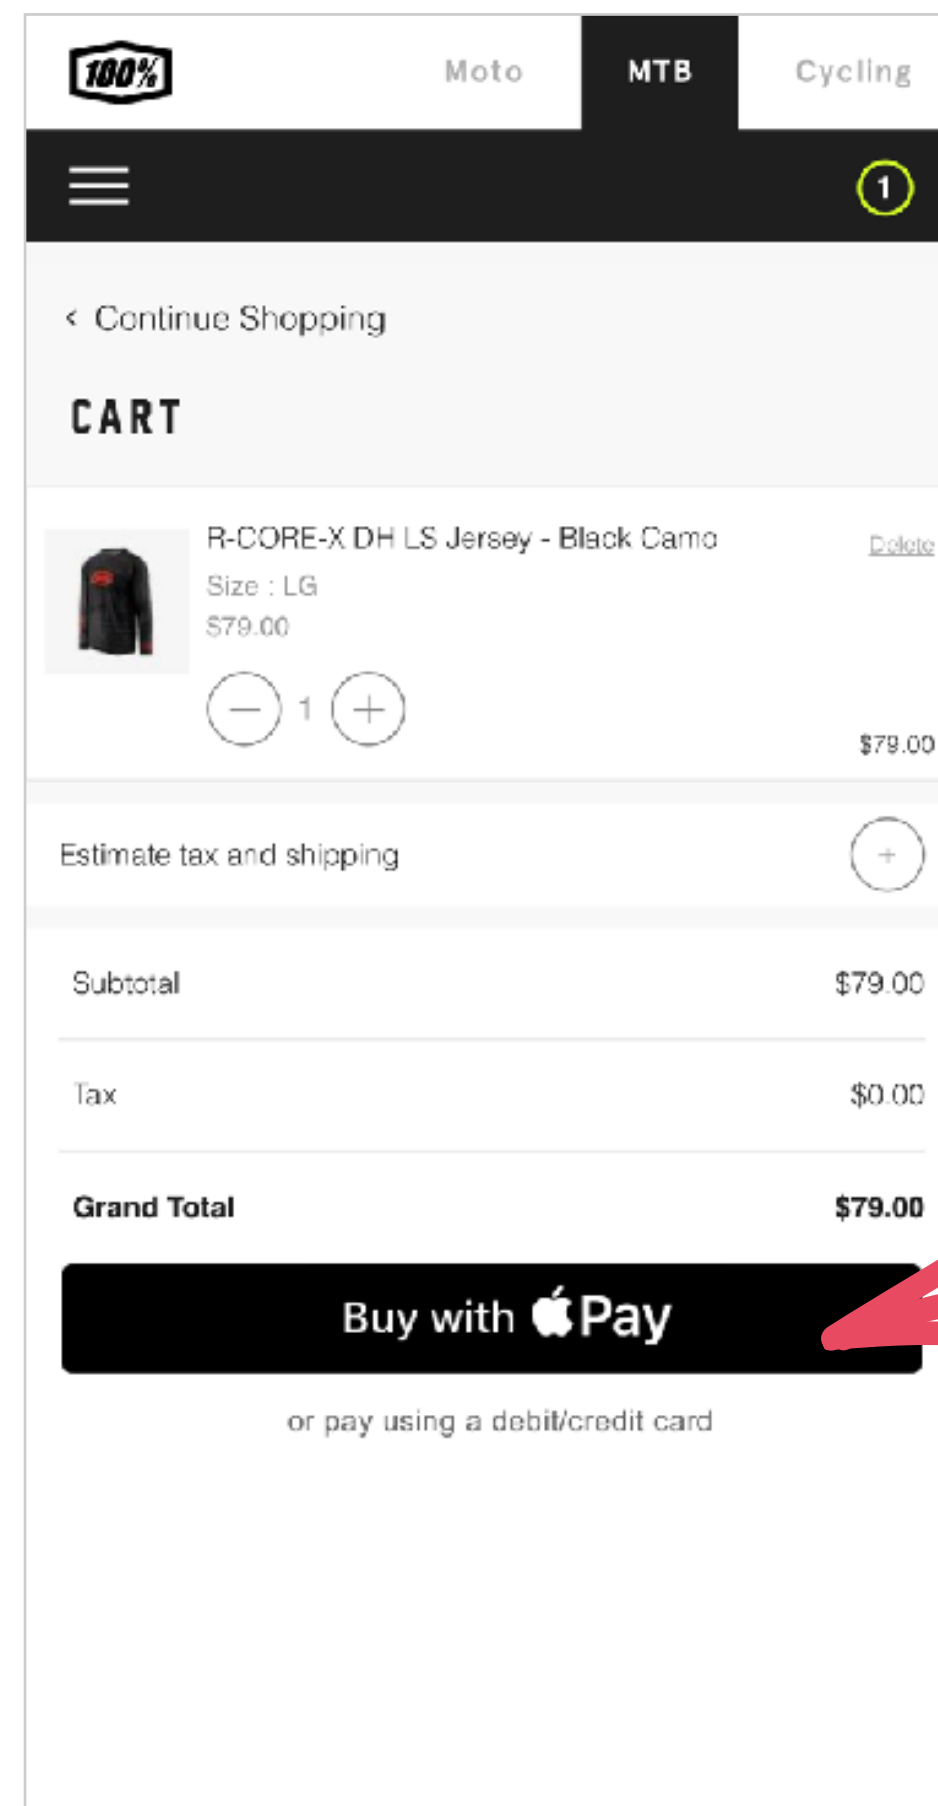 100%
Moto MTB Cycling
1
< Continue Shopping
CART
R-CORE-X DH LS Jersey - Black Camo Delete
Size : LG
$79.00
1
$79.00
Estimate tax and shipping
Subtotal $79.00
Tax $0.00
Grand Total $79.00
Buy with Pay
or pay using a debit/credit card